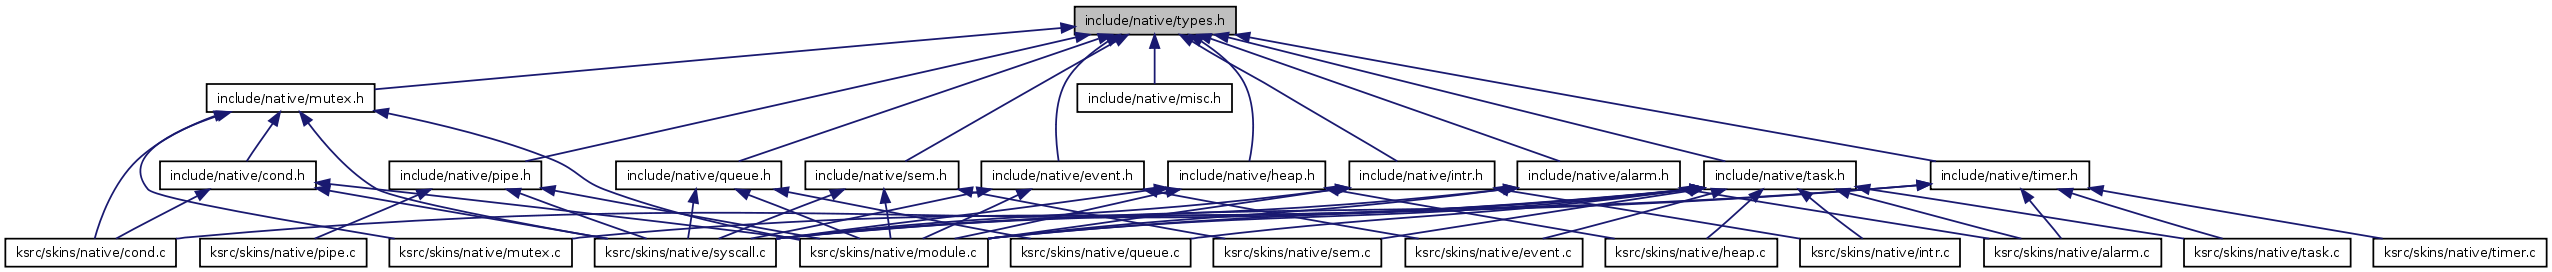 include/native/types.h
include/native/mutex.h
include/native/misc.h
include/native/cond.h
include/native/pipe.h
include/native/queue.h
include/native/sem.h
include/native/event.h
include/native/heap.h
include/native/intr.h
include/native/alarm.h
include/native/task.h
include/native/timer.h
ksrc/skins/native/cond.c
ksrc/skins/native/pipe.c
ksrc/skins/native/mutex.c
ksrc/skins/native/syscall.c
ksrc/skins/native/module.c
ksrc/skins/native/queue.c
ksrc/skins/native/sem.c
ksrc/skins/native/event.c
ksrc/skins/native/heap.c
ksrc/skins/native/intr.c
ksrc/skins/native/alarm.c
ksrc/skins/native/task.c
ksrc/skins/native/timer.c